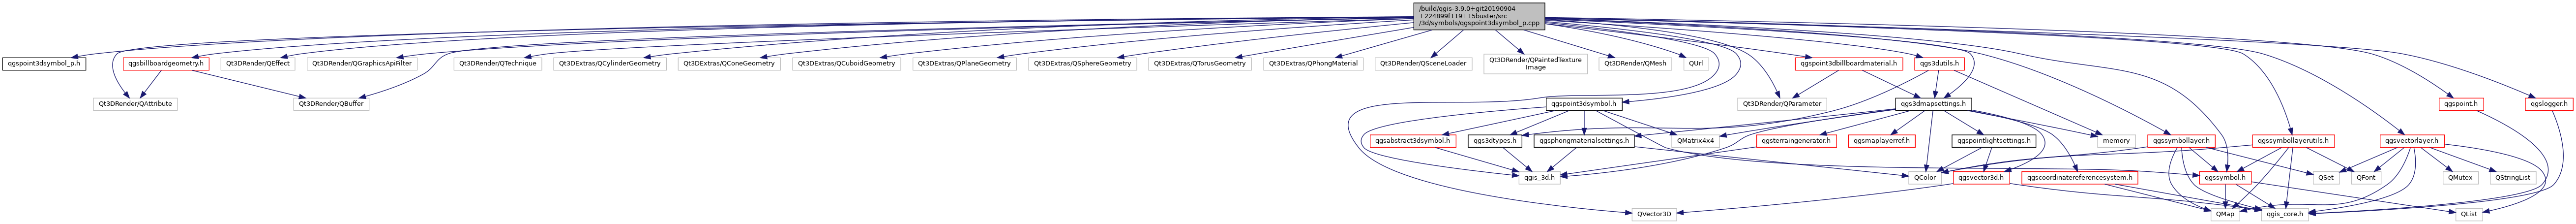 /build/qgis-3.9.0+git20190904
+224899f119+15buster/src
/3d/symbols/qgspoint3dsymbol_p.cpp
qgspoint3dsymbol_p.h
qgsbillboardgeometry.h
Qt3DRender/QEffect
Qt3DRender/QGraphicsApiFilter
Qt3DRender/QTechnique
Qt3DExtras/QCylinderGeometry
Qt3DExtras/QConeGeometry
Qt3DExtras/QCuboidGeometry
Qt3DExtras/QPlaneGeometry
Qt3DExtras/QSphereGeometry
Qt3DExtras/QTorusGeometry
Qt3DExtras/QPhongMaterial
Qt3DRender/QSceneLoader
Qt3DRender/QPaintedTexture
Image
Qt3DRender/QMesh
QUrl
qgspoint3dbillboardmaterial.h
qgs3dutils.h
Qt3DRender/QAttribute
Qt3DRender/QBuffer
qgspoint3dsymbol.h
Qt3DRender/QParameter
qgs3dmapsettings.h
qgspoint.h
qgslogger.h
qgsabstract3dsymbol.h
qgs3dtypes.h
qgsphongmaterialsettings.h
QMatrix4x4
qgsterraingenerator.h
qgsmaplayerref.h
qgspointlightsettings.h
memory
qgssymbollayer.h
qgssymbollayerutils.h
qgsvectorlayer.h
qgis_3d.h
QColor
qgsvector3d.h
qgscoordinatereferencesystem.h
qgssymbol.h
QSet
QFont
QMutex
QStringList
QVector3D
QMap
qgis_core.h
QList